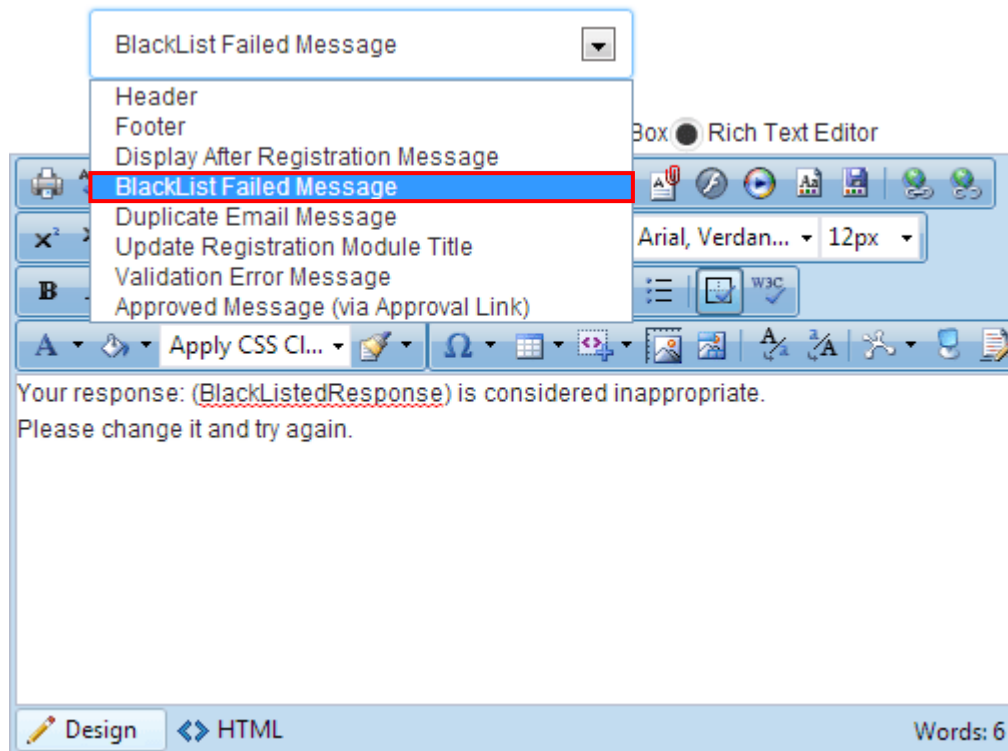 BlackList Failed Message
Header
Footer
Display After Registration Message
BlackList Failed Message
Duplicate Email Message
Update Registration Module Title
Validation Error Message
Approved Message (via Approval Link)
Box Rich Text Editor
Arial, Verdan... 12px
B W3C
A Apply CSS Cl... Ω
Your response: (BlackListedResponse) is considered inappropriate.
Please change it and try again.
Design HTML Words: 6